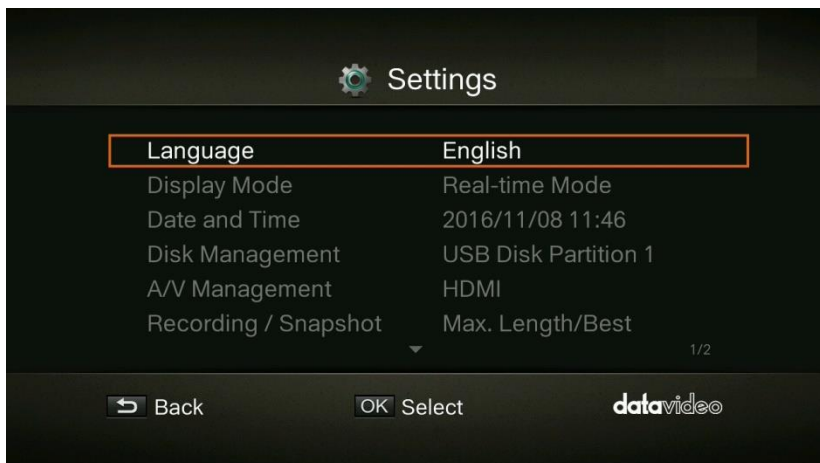 Settings
Language English
Display Mode Real-time Mode
Date and Time 2016/11/08 11:46
Disk Management USB Disk Partition 1
A/V Management HDMI
Recording / Snapshot Max. Length/Best
1/2
Back OK Select datavideo